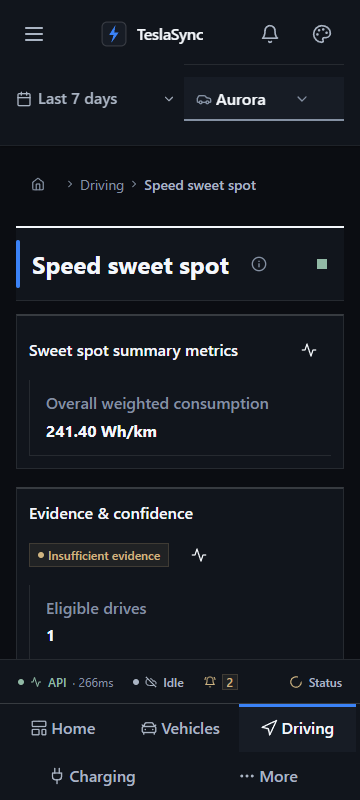 TeslaSync
Last 7 days
Aurora
Driving
Speed sweet spot
Speed sweet spot
Sweet spot summary metrics
Overall weighted consumption
241.40 Wh/km
Evidence & confidence
Insufficient evidence
Eligible drives
1
API · 266ms
Idle
2
Status
Home
Vehicles
Driving
Charging
More